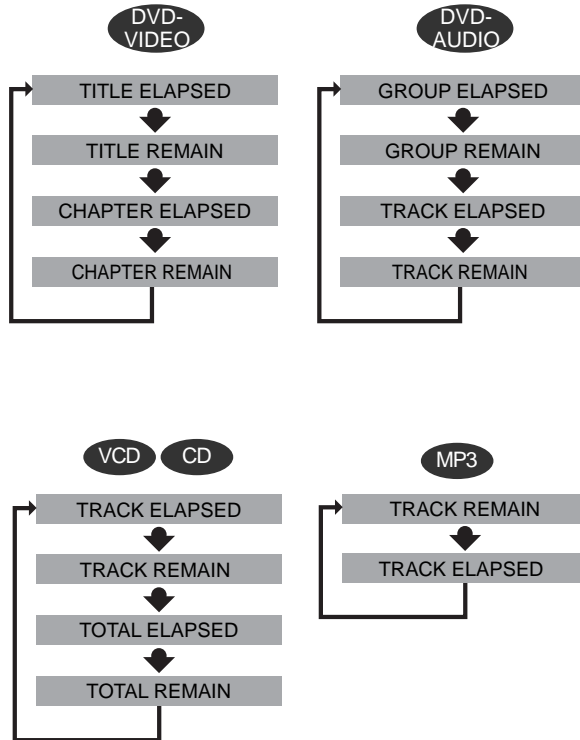 DVD-
VIDEO
TITLE ELAPSED
TITLE REMAIN
CHAPTER ELAPSED
CHAPTER REMAIN
DVD-
AUDIO
GROUP ELAPSED
GROUP REMAIN
TRACK ELAPSED
TRACK REMAIN
VCD CD
TRACK ELAPSED
TRACK REMAIN
TOTAL ELAPSED
TOTAL REMAIN
MP3
TRACK REMAIN
TRACK ELAPSED